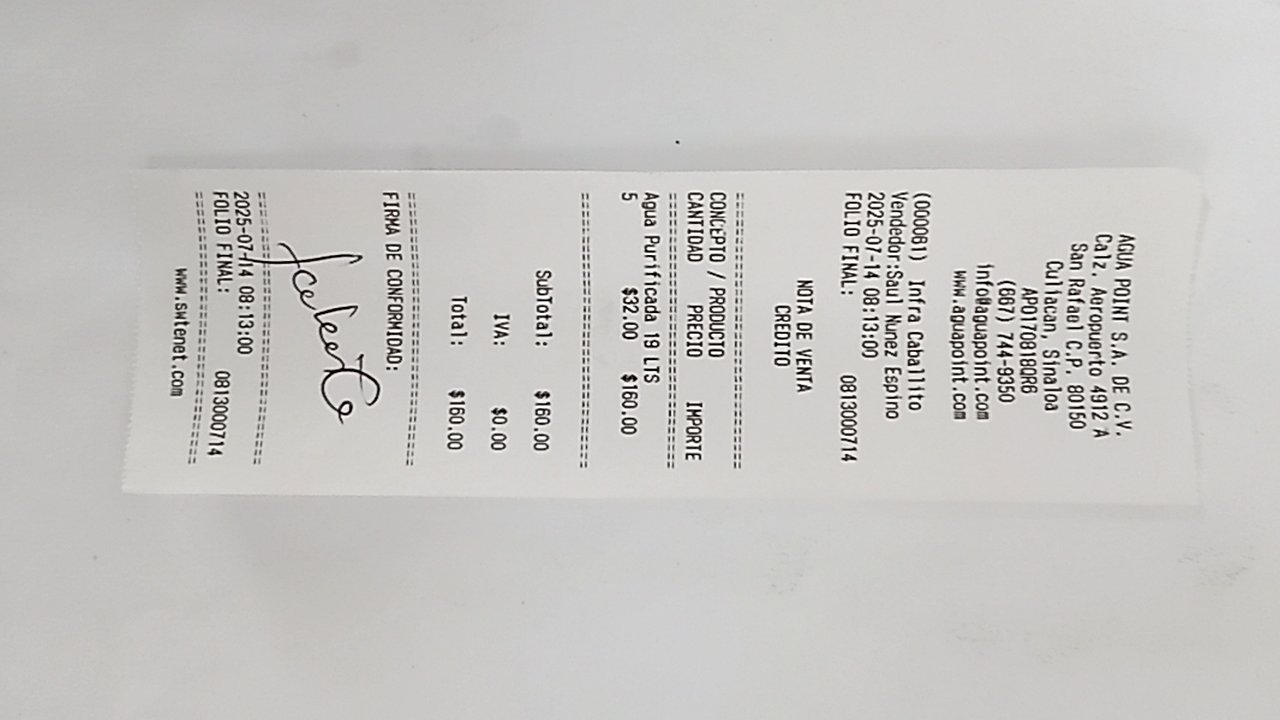 AGUA POINT S.A. DE C.V.
Calz. Aeropuerto 4912 A
San Rafael C.P. 80150
Culiacan, Sinaloa
APO170818QR6
(667) 744-9350
info@aguapoint.com
www.aguapoint.com
(000061) Infra Caballito
Vendedor:Saul Nunez Espino
2025-07-14 08:13:00
FOLIO FINAL: 0813000714
NOTA DE VENTA
CREDITO
CONCEPTO / PRODUCTO
CANTIDAD PRECIO IMPORTE
Agua Purificada 19 LTS
5 $32.00 $160.00
SubTotal: $160.00
IVA: $0.00
Total: $160.00
FIRMA DE CONFORMIDAD:
2025-07-14 08:13:00
FOLIO FINAL: 0813000714
www.swtenet.com